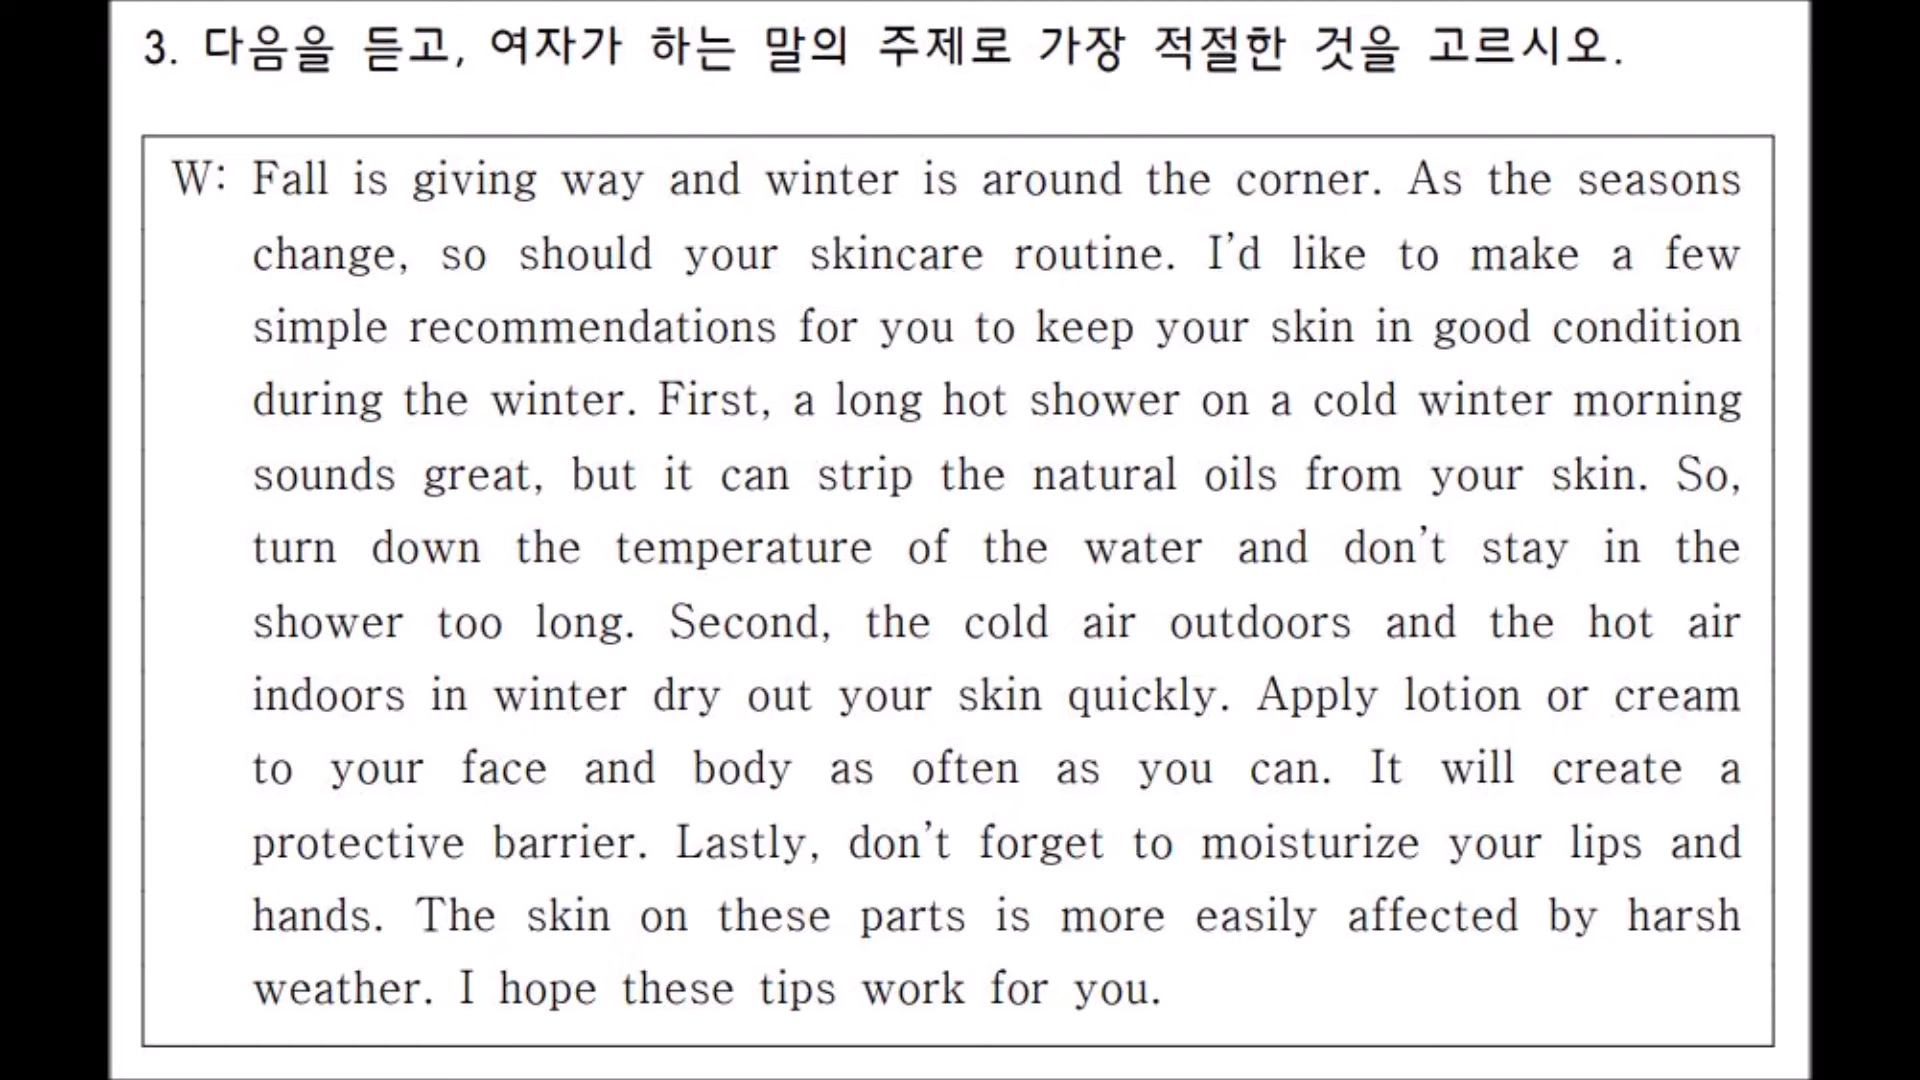 3. 다음을 듣고, 여자가 하는 말의 주제로 가장 적절한 것을 고르시오.
W: Fall is giving way and winter is around the corner. As the seasons
change, so should your skincare routine. I'd like to make a few
simple recommendations for you to keep your skin in good condition
during the winter. First, a long hot shower on a cold winter morning
sounds great, but it can strip the natural oils from your skin. So,
turn down the temperature of the water and don't stay in the
shower too long. Second, the cold air outdoors and the hot air
indoors in winter dry out your skin quickly. Apply lotion or cream
to your face and body as often as you can. It will create a
protective barrier. Lastly, don't forget to moisturize your lips and
hands. The skin on these parts is more easily affected by harsh
weather. I hope these tips work for you.